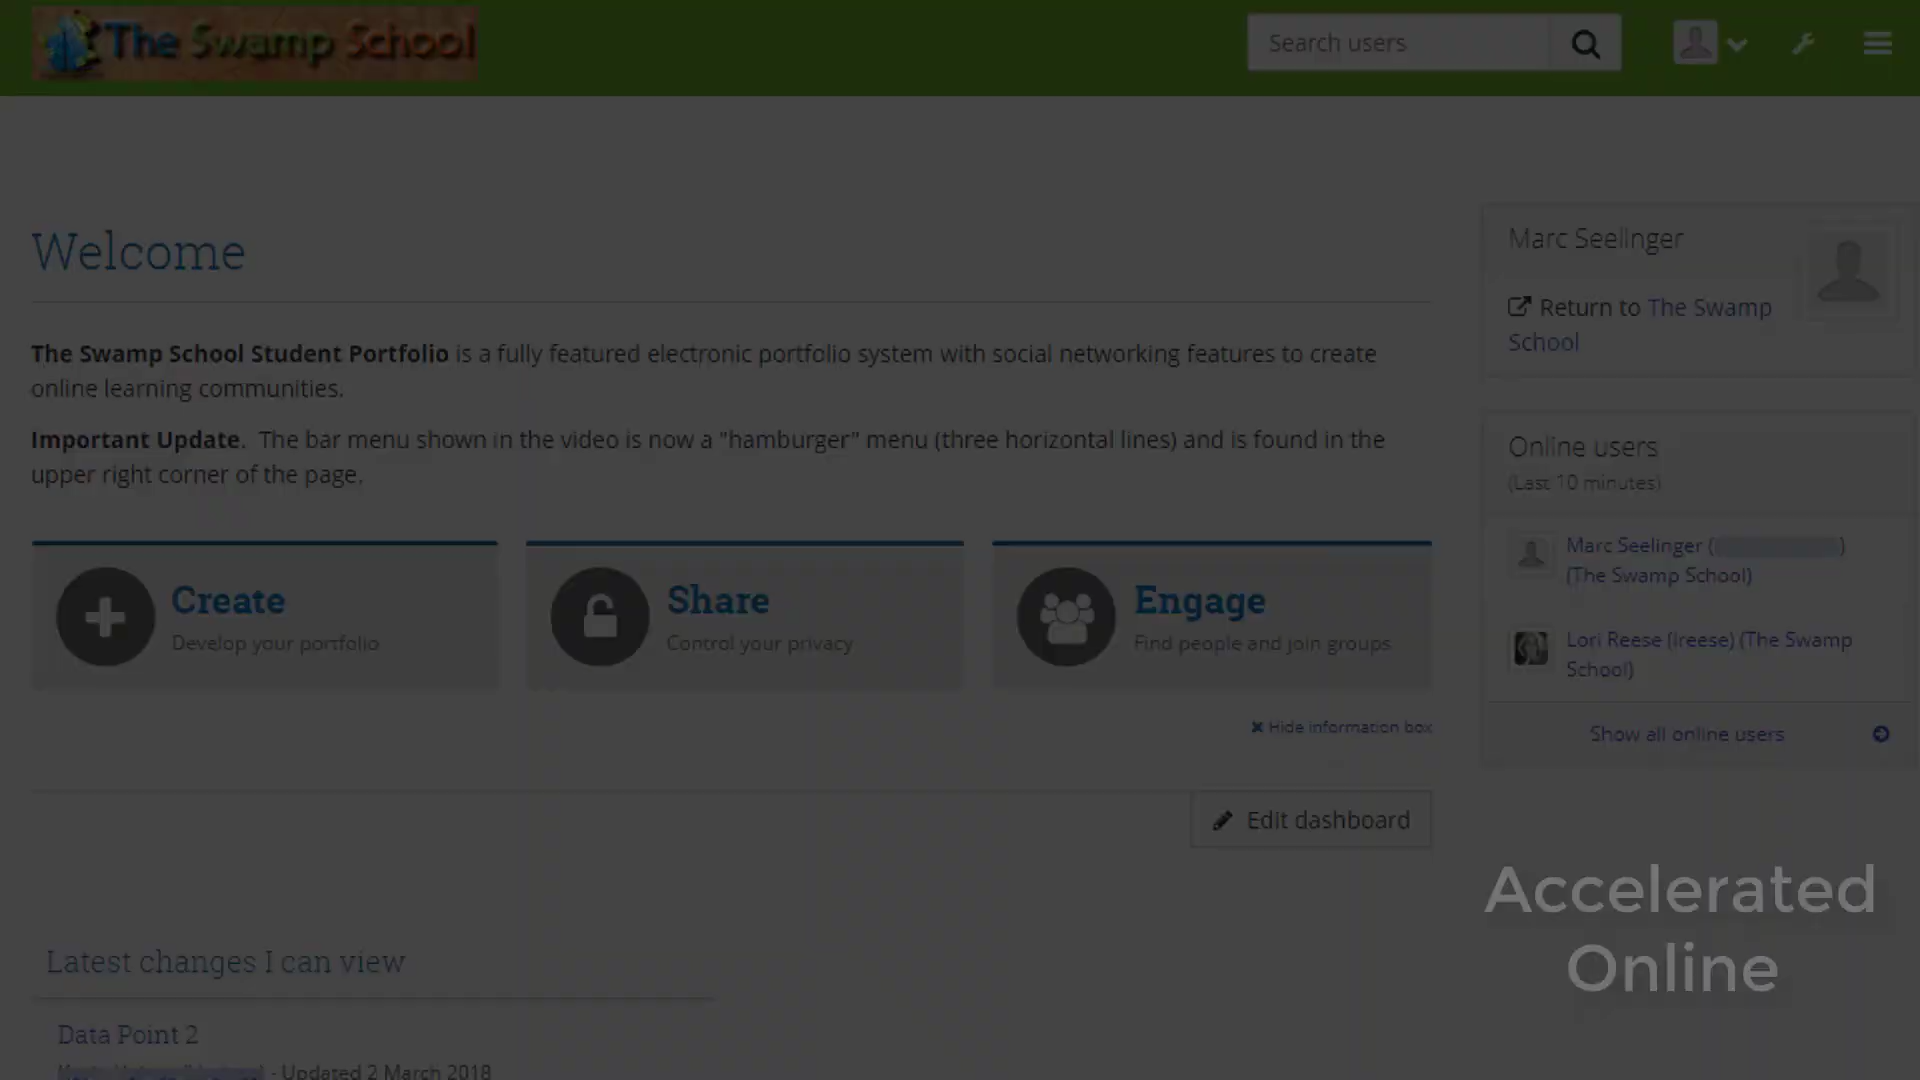 The Swamp School
Search users
Welcome
The Swamp School Student Portfolio is a fully featured electronic portfolio system with social networking features to create
online learning communities.
Important Update.  The bar menu shown in the video is now a "hamburger" menu (three horizontal lines) and is found in the
upper right corner of the page.
Create
Develop your portfolio
Share
Control your privacy
Engage
Find people and join groups
Hide information box
Edit dashboard
Latest changes I can view
Data Point 2
- Updated 2 March 2018
Marc Seelinger
Return to The Swamp
School
Online users
(Last 10 minutes)
Marc Seelinger ( )
(The Swamp School)
Lori Reese (lreese) (The Swamp
School)
Show all online users
Accelerated
Online